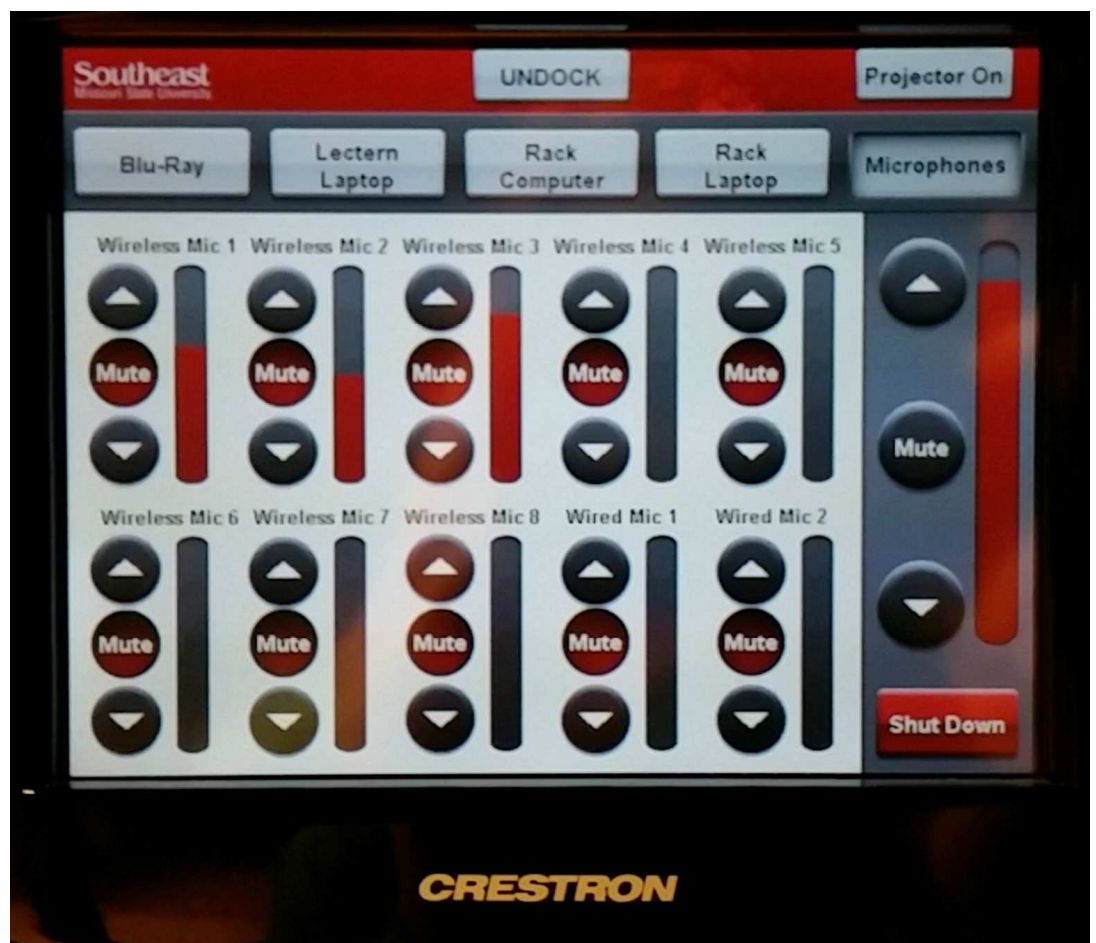 Southeast
Missouri State University
UNDOCK
Projector On
Blu-Ray
Lectern
Laptop
Rack
Computer
Rack
Laptop
Microphones
Wireless Mic 1
Wireless Mic 2
Wireless Mic 3
Wireless Mic 4
Wireless Mic 5
Mute
Mute
Mute
Mute
Mute
Mute
Wireless Mic 6
Wireless Mic 7
Wireless Mic 8
Wired Mic 1
Wired Mic 2
Mute
Mute
Mute
Mute
Mute
Shut Down
CRESTRON